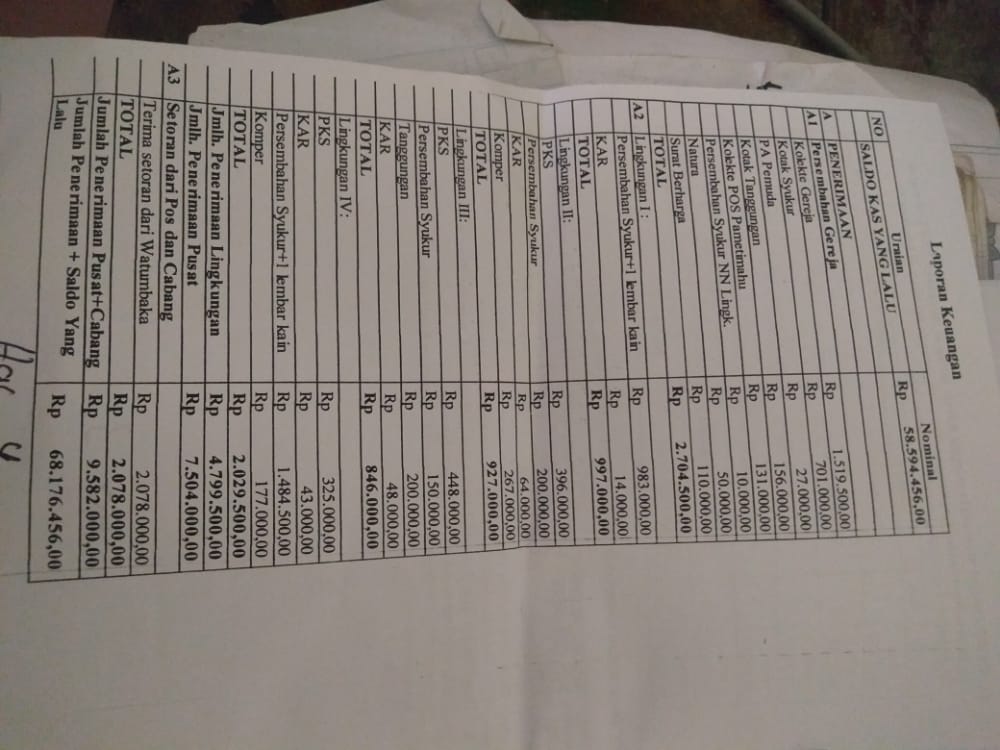 Laporan Keuangan
NO Uraian Nominal
SALDO KAS YANG LALU Rp 58.594.456,00
A PENERIMAAN
A1 Persembahan Gereja
Kolekte Gereja Rp 1.519.500,00
Kotak Syukur Rp 701.000,00
PA Pemuda Rp 27.000,00
Kotak Tanggungan Rp 156.000,00
Kolekte POS Pametimahu Rp 131.000,00
Persembahan Syukur NN Lingk. Rp 10.000,00
Natura Rp 50.000,00
Surat Berharga Rp 110.000,00
TOTAL Rp 2.704.500,00
A2 Lingkungan I :
Persembahan Syukur+1 lembar kain Rp 983.000,00
KAR Rp 14.000,00
TOTAL Rp 997.000,00
Lingkungan II:
PKS Rp 396.000,00
Persembahan Syukur Rp 200.000,00
KAR Rp 64.000,00
Komper Rp 267.000,00
TOTAL Rp 927.000,00
Lingkungan III:
PKS Rp 448.000,00
Persembahan Syukur Rp 150.000,00
Tanggungan Rp 200.000,00
KAR Rp 48.000,00
TOTAL Rp 846.000,00
Lingkungan IV:
PKS Rp 325.000,00
KAR Rp 43.000,00
Persembahan Syukur+1 lembar kain Rp 1.484.500,00
Komper Rp 177.000,00
TOTAL Rp 2.029.500,00
Jmlh. Penerimaan Lingkungan Rp 4.799.500,00
Jmlh. Penerimaan Pusat Rp 7.504.000,00
A3 Setoran dari Pos dan Cabang
Terima setoran dari Watumbaka Rp 2.078.000,00
TOTAL Rp 2.078.000,00
Jumlah Penerimaan Pusat+Cabang Rp 9.582.000,00
Jumlah Penerimaan + Saldo Yang
Lalu Rp 68.176.456,00
Hal 4